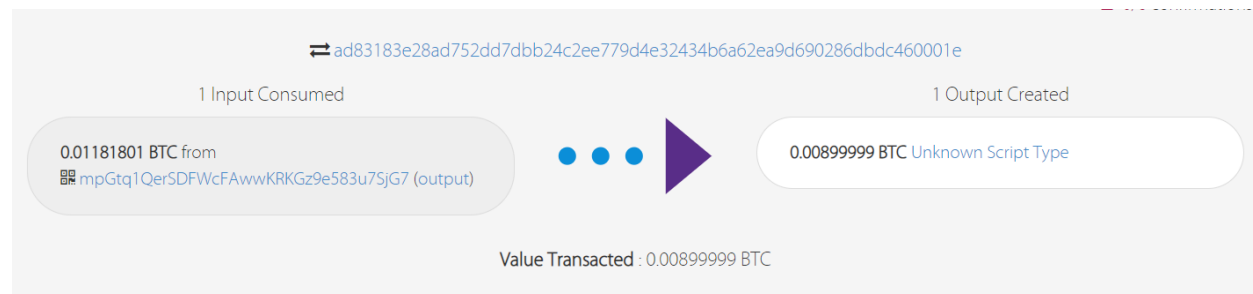 ad83183e28ad752dd7dbb24c2ee779d4e32434b6a62ea9d690286dbdc460001e
1 Input Consumed
1 Output Created
0.01181801 BTC from
mpGtq1QerSDFWcFAwwKRKGz9e583u7SjG7 (output)
0.00899999 BTC Unknown Script Type
Value Transacted : 0.00899999 BTC